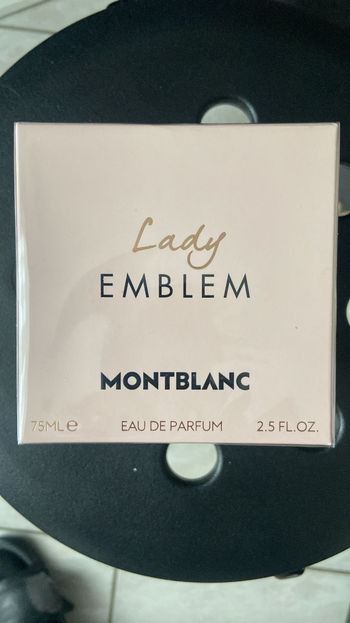 Lady
EMBLEM
MONTBLANC
75ML℮ EAU DE PARFUM 2.5 FL.OZ.